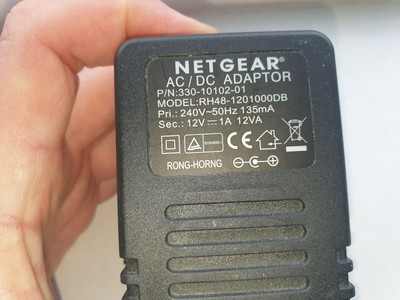 NETGEAR®
AC / DC ADAPTOR
P/N:330-10102-01
MODEL:RH48-1201000DB
Pri.: 240V~50Hz 135mA
Sec.: 12V⎓1A 12VA
CE
RONG-HORNG